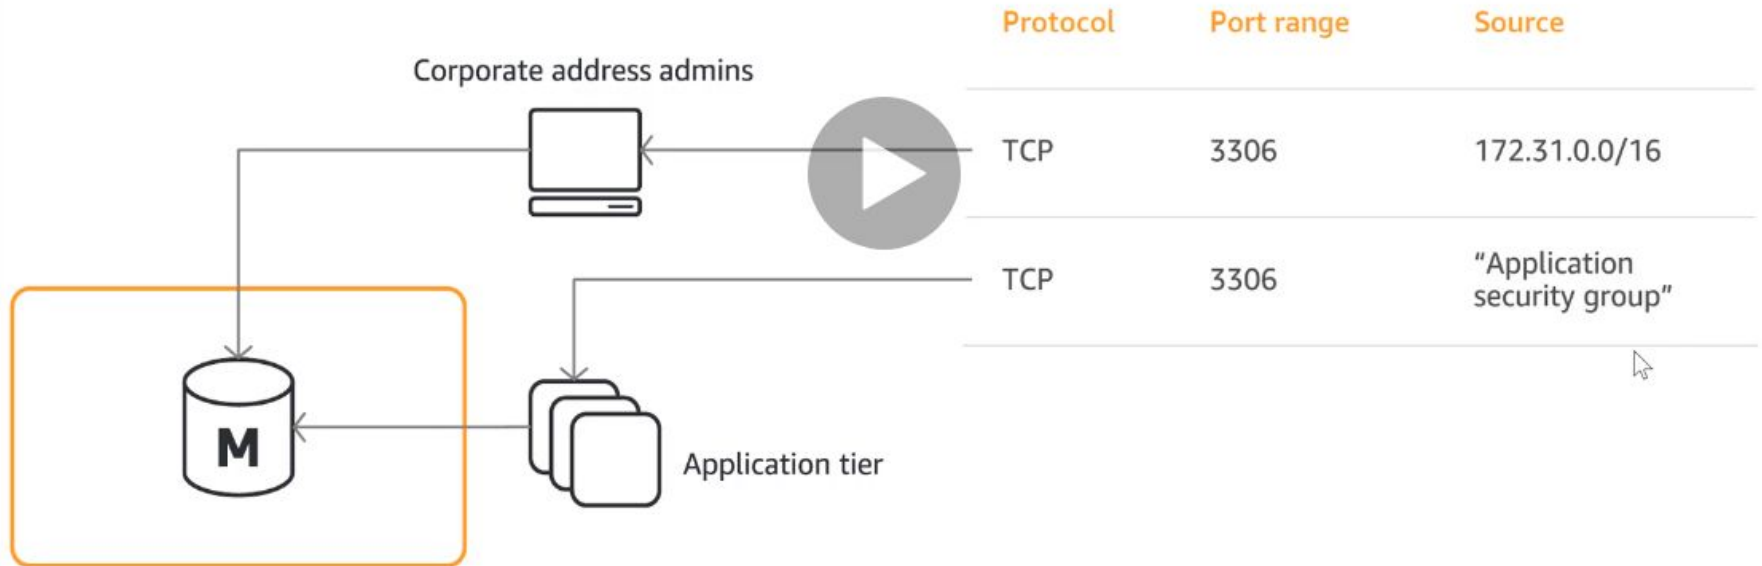 Protocol Port range Source
Corporate address admins
TCP 3306 172.31.0.0/16
TCP 3306 “Application
security group”
M
Application tier